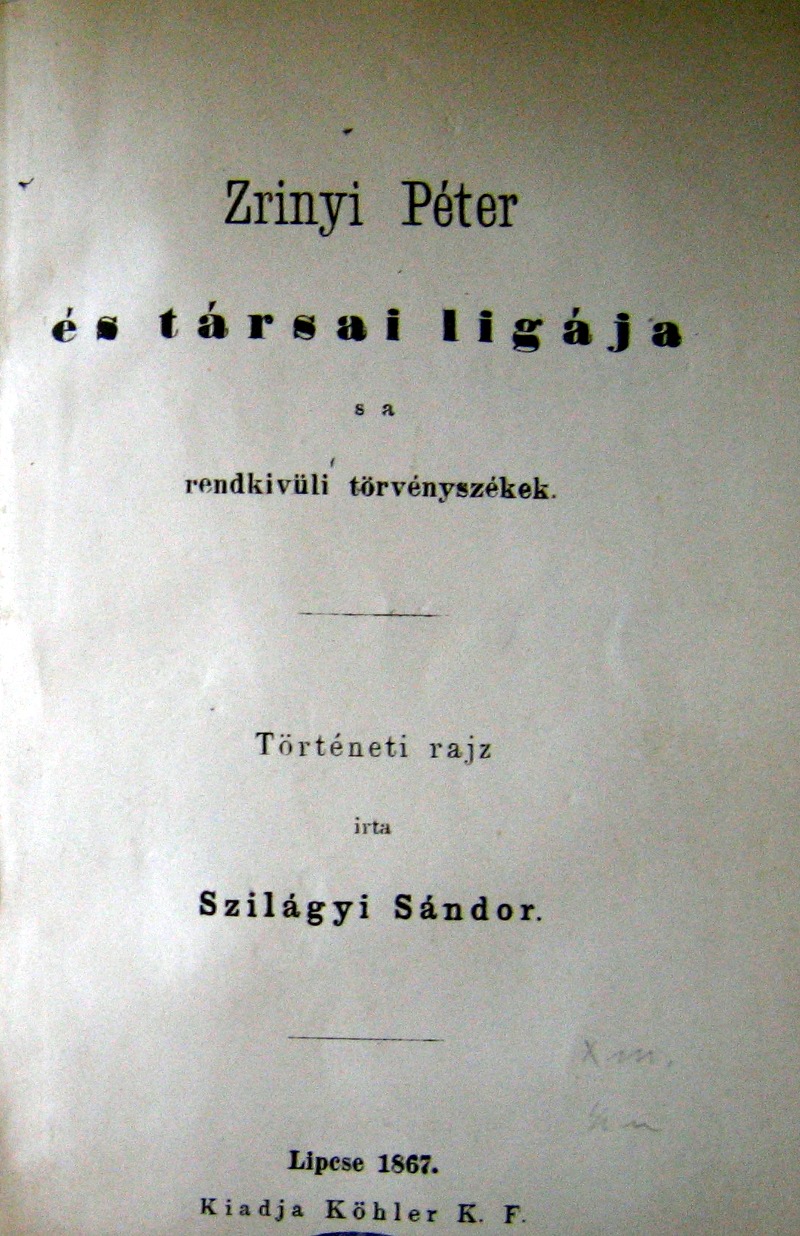 Zrinyi Péter
és társai ligája
s a
rendkivüli törvényszékek.
Történeti rajz
irta
Szilágyi Sándor.
Lipcse 1867.
Kiadja Köhler K. F.